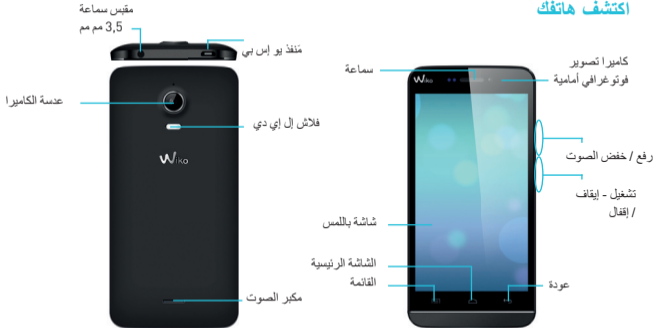 اكتشف هاتفك
مقبس سماعة
3,5 مم مم
مَنفذ يو إس بي
عدسة الكاميرا
فلاش إل إي دي
Wiko
مكبر الصوت
سماعة
Wiko
كاميرا تصوير
فوتوغرافي أمامية
رفع / خفض الصوت
تشغيل - إيقاف
/ إقفال
شاشة باللمس
الشاشة الرئيسية
القائمة
عودة